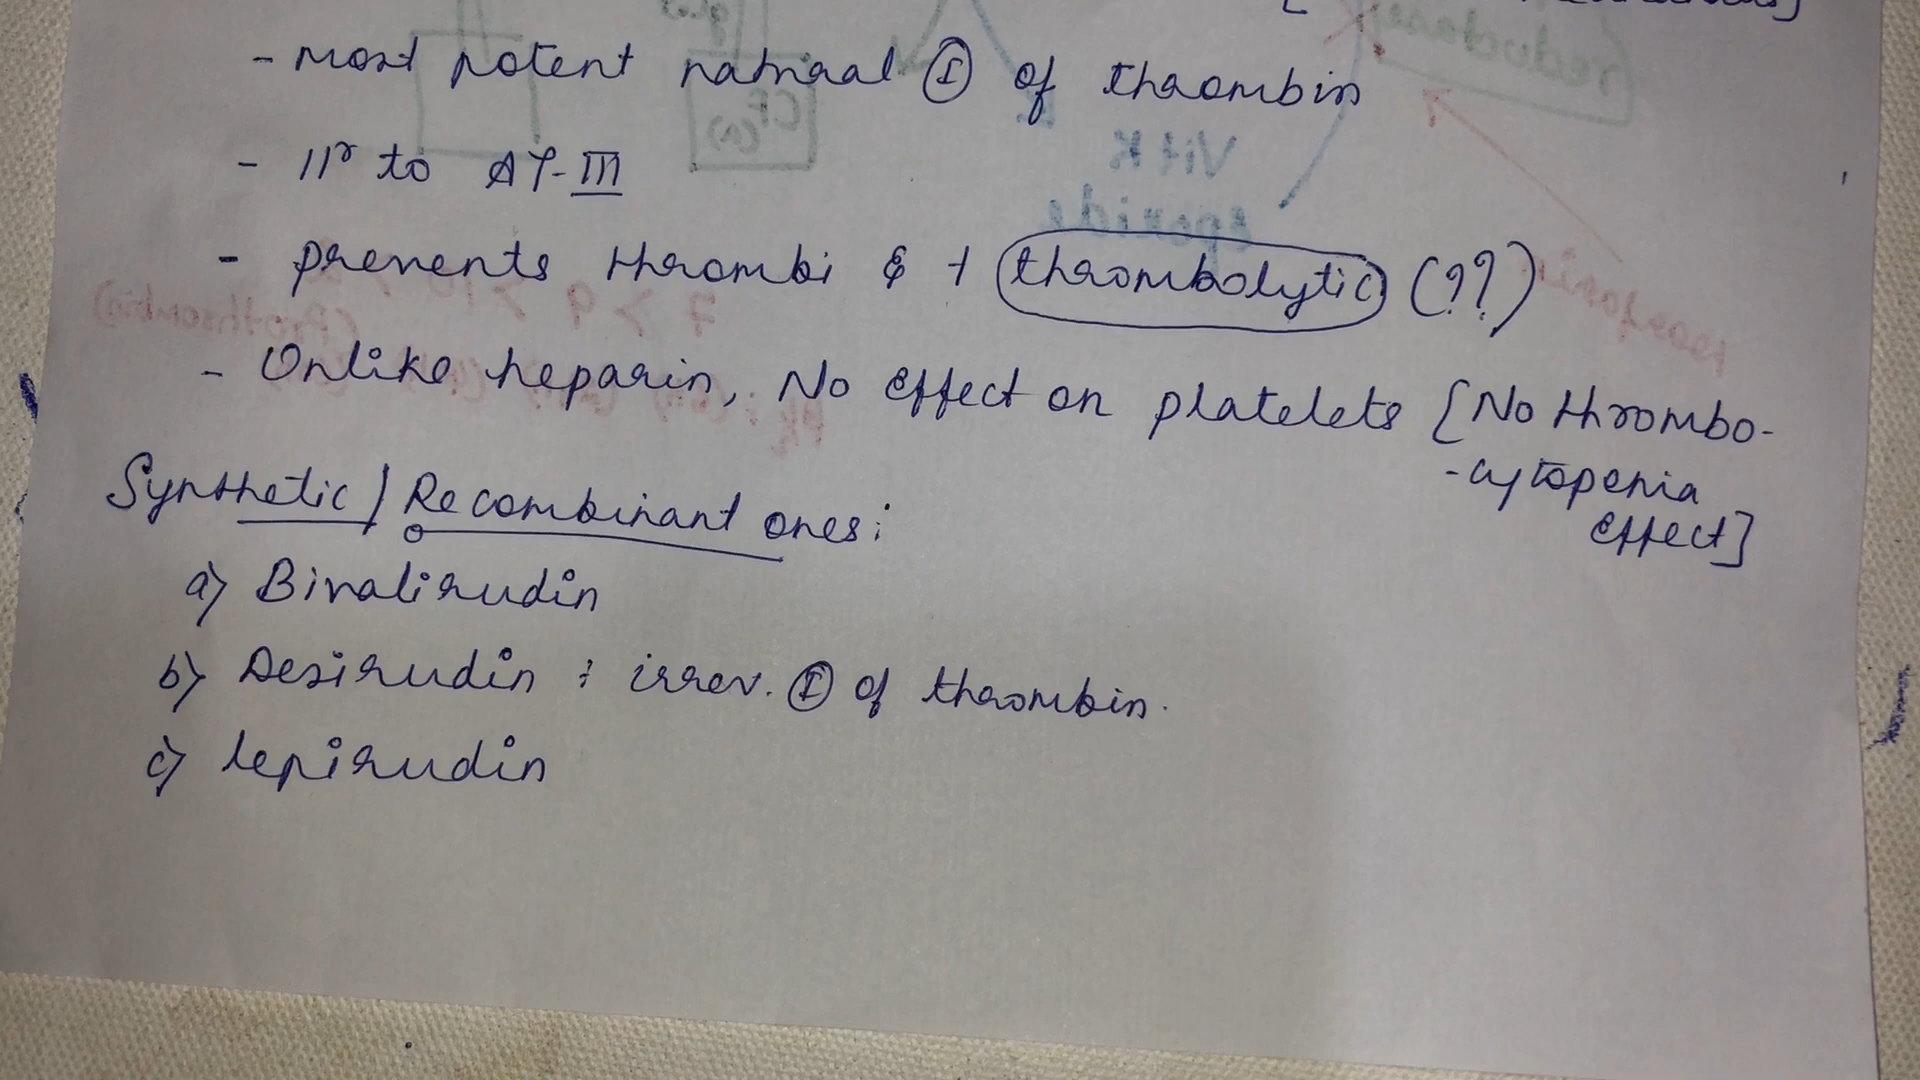 - most potent natural Ⓘ of thrombin
- 11r to AT-III
- prevents thrombi & + thrombolytic (??)
- Unlike heparin, No effect on platelets [No thrombo-
-cytopenia
effect]
Synthetic / Recombinant ones:
a) Bivalirudin
b) Desirudin : irrev. Ⓘ of thrombin.
c) lepirudin